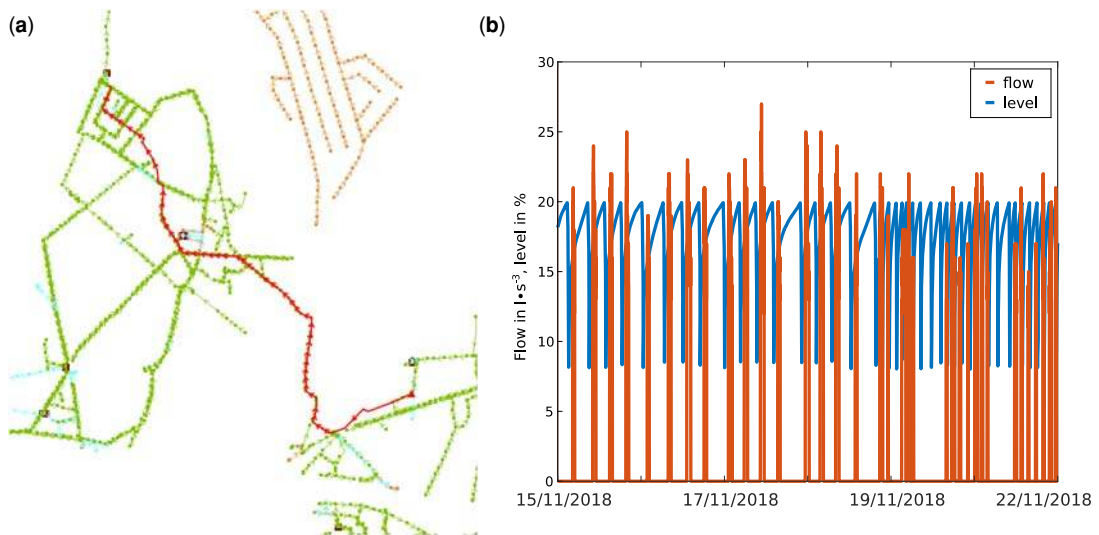 (a)
(b)
30
25
20
15
10
5
0
Flow in l•s⁻³, level in %
flow
level
15/11/2018 17/11/2018 19/11/2018 22/11/2018